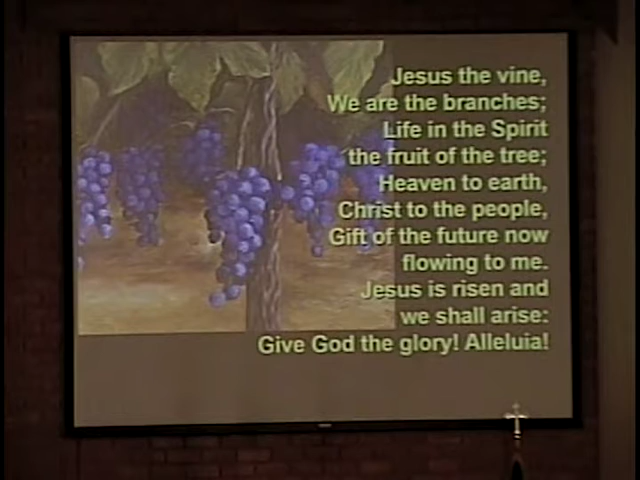 Jesus the vine,
We are the branches;
Life in the Spirit
the fruit of the tree;
Heaven to earth,
Christ to the people,
Gift of the future now
flowing to me.
Jesus is risen and
we shall arise:
Give God the glory! Alleluia!